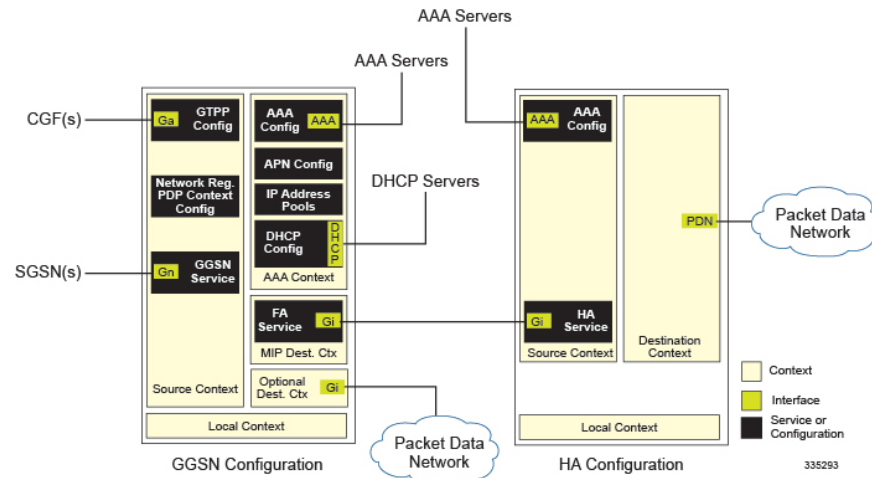 AAA Servers
AAA Servers
CGF(s)
Ga
GTPP
Config
AAA
Config
AAA
AAA
AAA
Config
APN Config
Network Reg.
PDP Context
Config
IP Address
Pools
DHCP Servers
DHCP
Config
D
H
C
P
AAA Context
PDN
Packet Data
Network
SGSN(s)
Gn
GGSN
Service
FA
Service
Gi
MIP Dest. Ctx
Gi
HA
Service
Source Context
Destination
Context
Source Context
Optional
Dest. Ctx
Gi
Local Context
Packet Data
Network
Local Context
Context
Interface
Service or
Configuration
GGSN Configuration
HA Configuration
335293